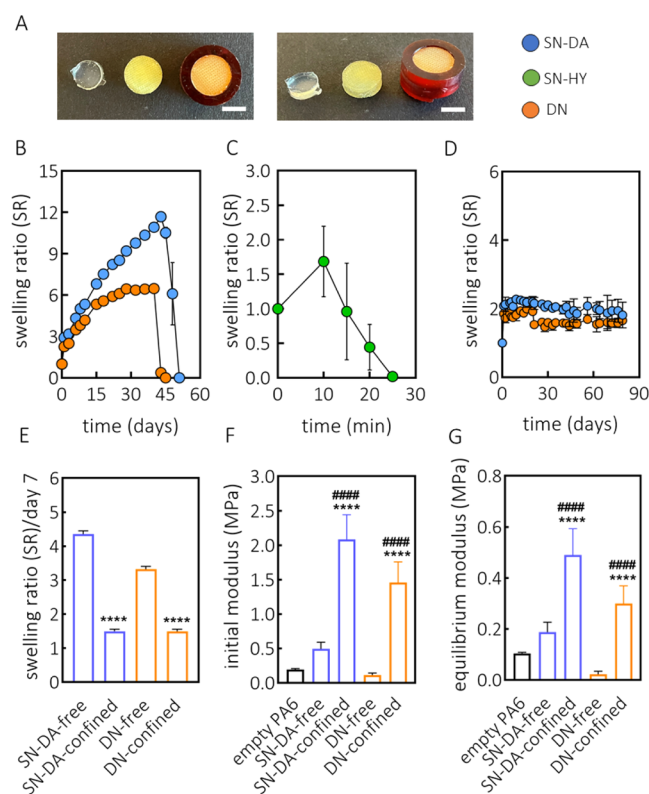 A
SN-DA
SN-HY
DN
B
15
12
9
6
3
0
0 15 30 45 60
swelling ratio (SR)
time (days)
C
3.0
2.5
2.0
1.5
1.0
0.5
0.0
0 10 20 30
swelling ratio (SR)
time (min)
D
6
4
2
0
0 30 60 90
swelling ratio (SR)
time (days)
E
6
5
4
3
2
1
0
swelling ratio (SR)/day 7
****
****
SN-DA-free
SN-DA-confined
DN-free
DN-confined
F
3.0
2.5
2.0
1.5
1.0
0.5
0.0
initial modulus (MPa)
####
****
####
****
empty PA6
SN-DA-free
SN-DA-confined
DN-free
DN-confined
G
0.8
0.6
0.4
0.2
0.0
equilibrium modulus (MPa)
####
****
####
****
empty PA6
SN-DA-free
SN-DA-confined
DN-free
DN-confined